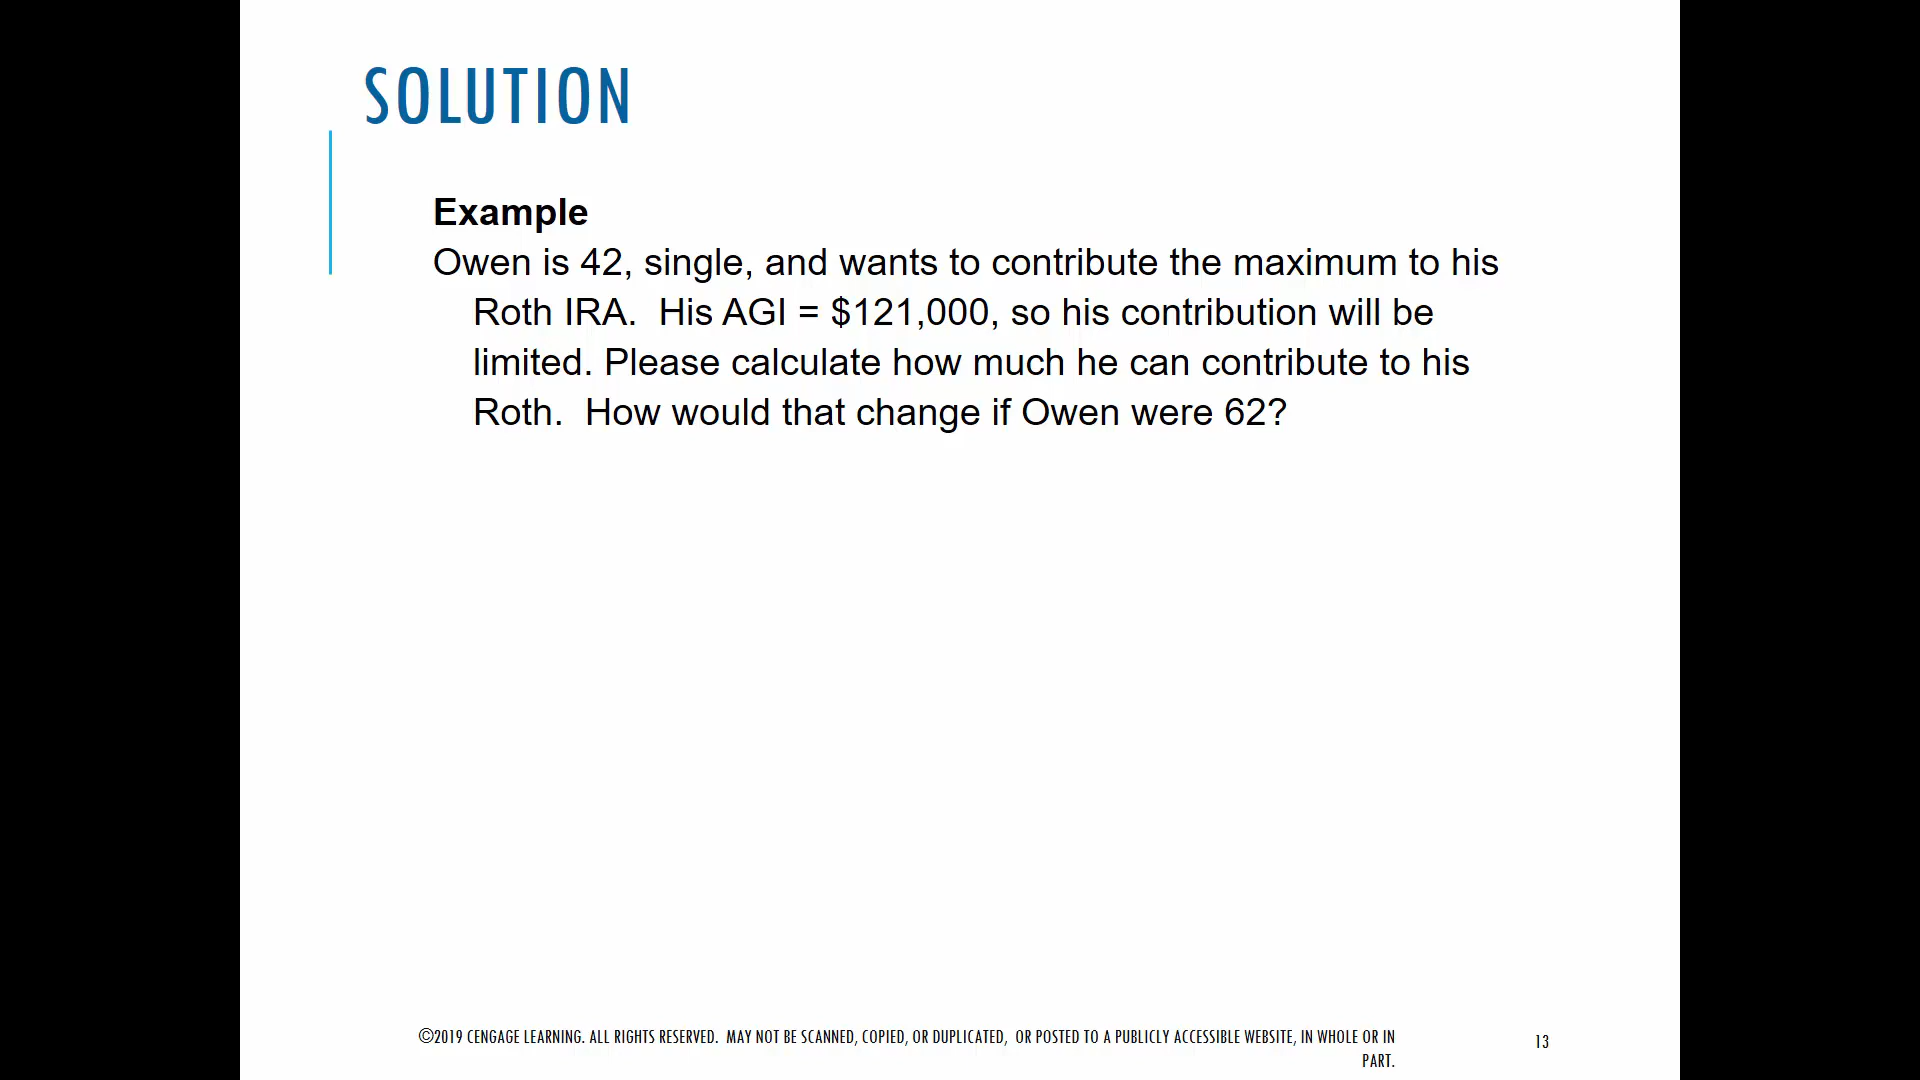 SOLUTION
Example
Owen is 42, single, and wants to contribute the maximum to his
Roth IRA.  His AGI = $121,000, so his contribution will be
limited. Please calculate how much he can contribute to his
Roth.  How would that change if Owen were 62?
©2019 CENGAGE LEARNING. ALL RIGHTS RESERVED.  MAY NOT BE SCANNED, COPIED, OR DUPLICATED,  OR POSTED TO A PUBLICLY ACCESSIBLE WEBSITE, IN WHOLE OR IN
PART.
13